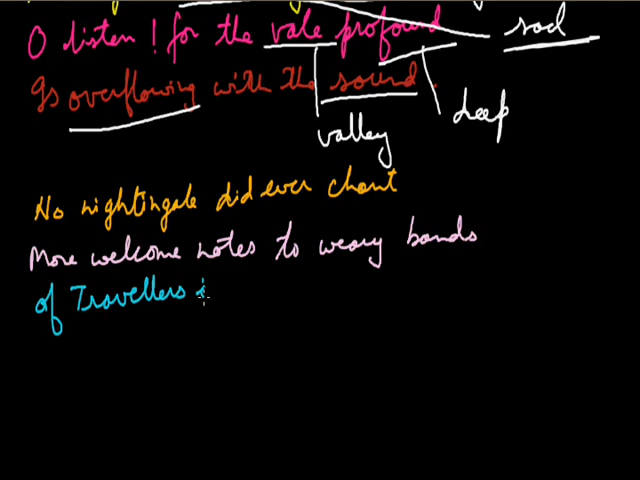 O listen ! for the vale profound sad
Is overflowing with the sound .
valley deep
No nightingale did ever chant
More welcome notes to weary bands
of Travellers i